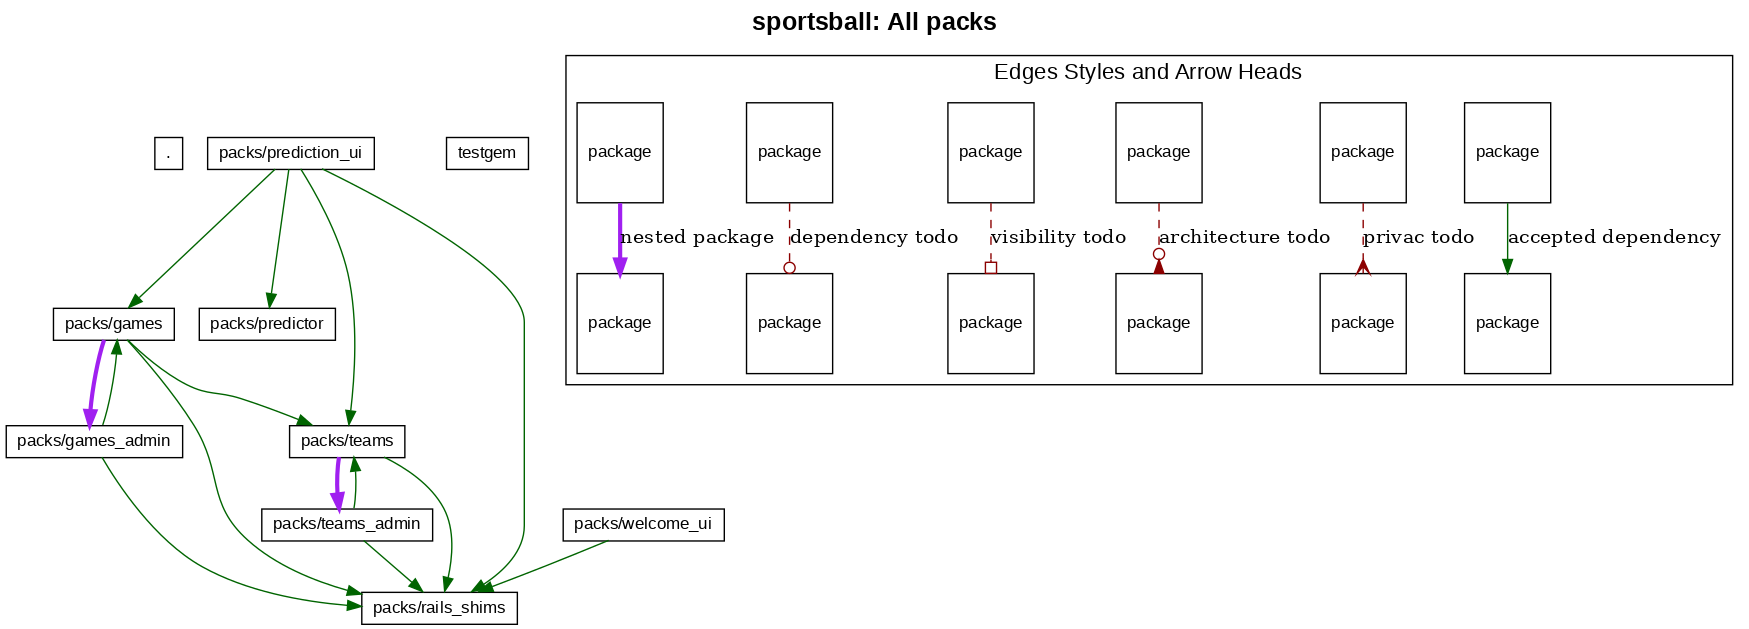 sportsball: All packs
Edges Styles and Arrow Heads
package package package package package package
. packs/prediction_ui testgem
nested package dependency todo visibility todo architecture todo privac todo accepted dependency
package package package package package package
packs/games packs/predictor
packs/games_admin packs/teams
packs/teams_admin packs/welcome_ui
packs/rails_shims